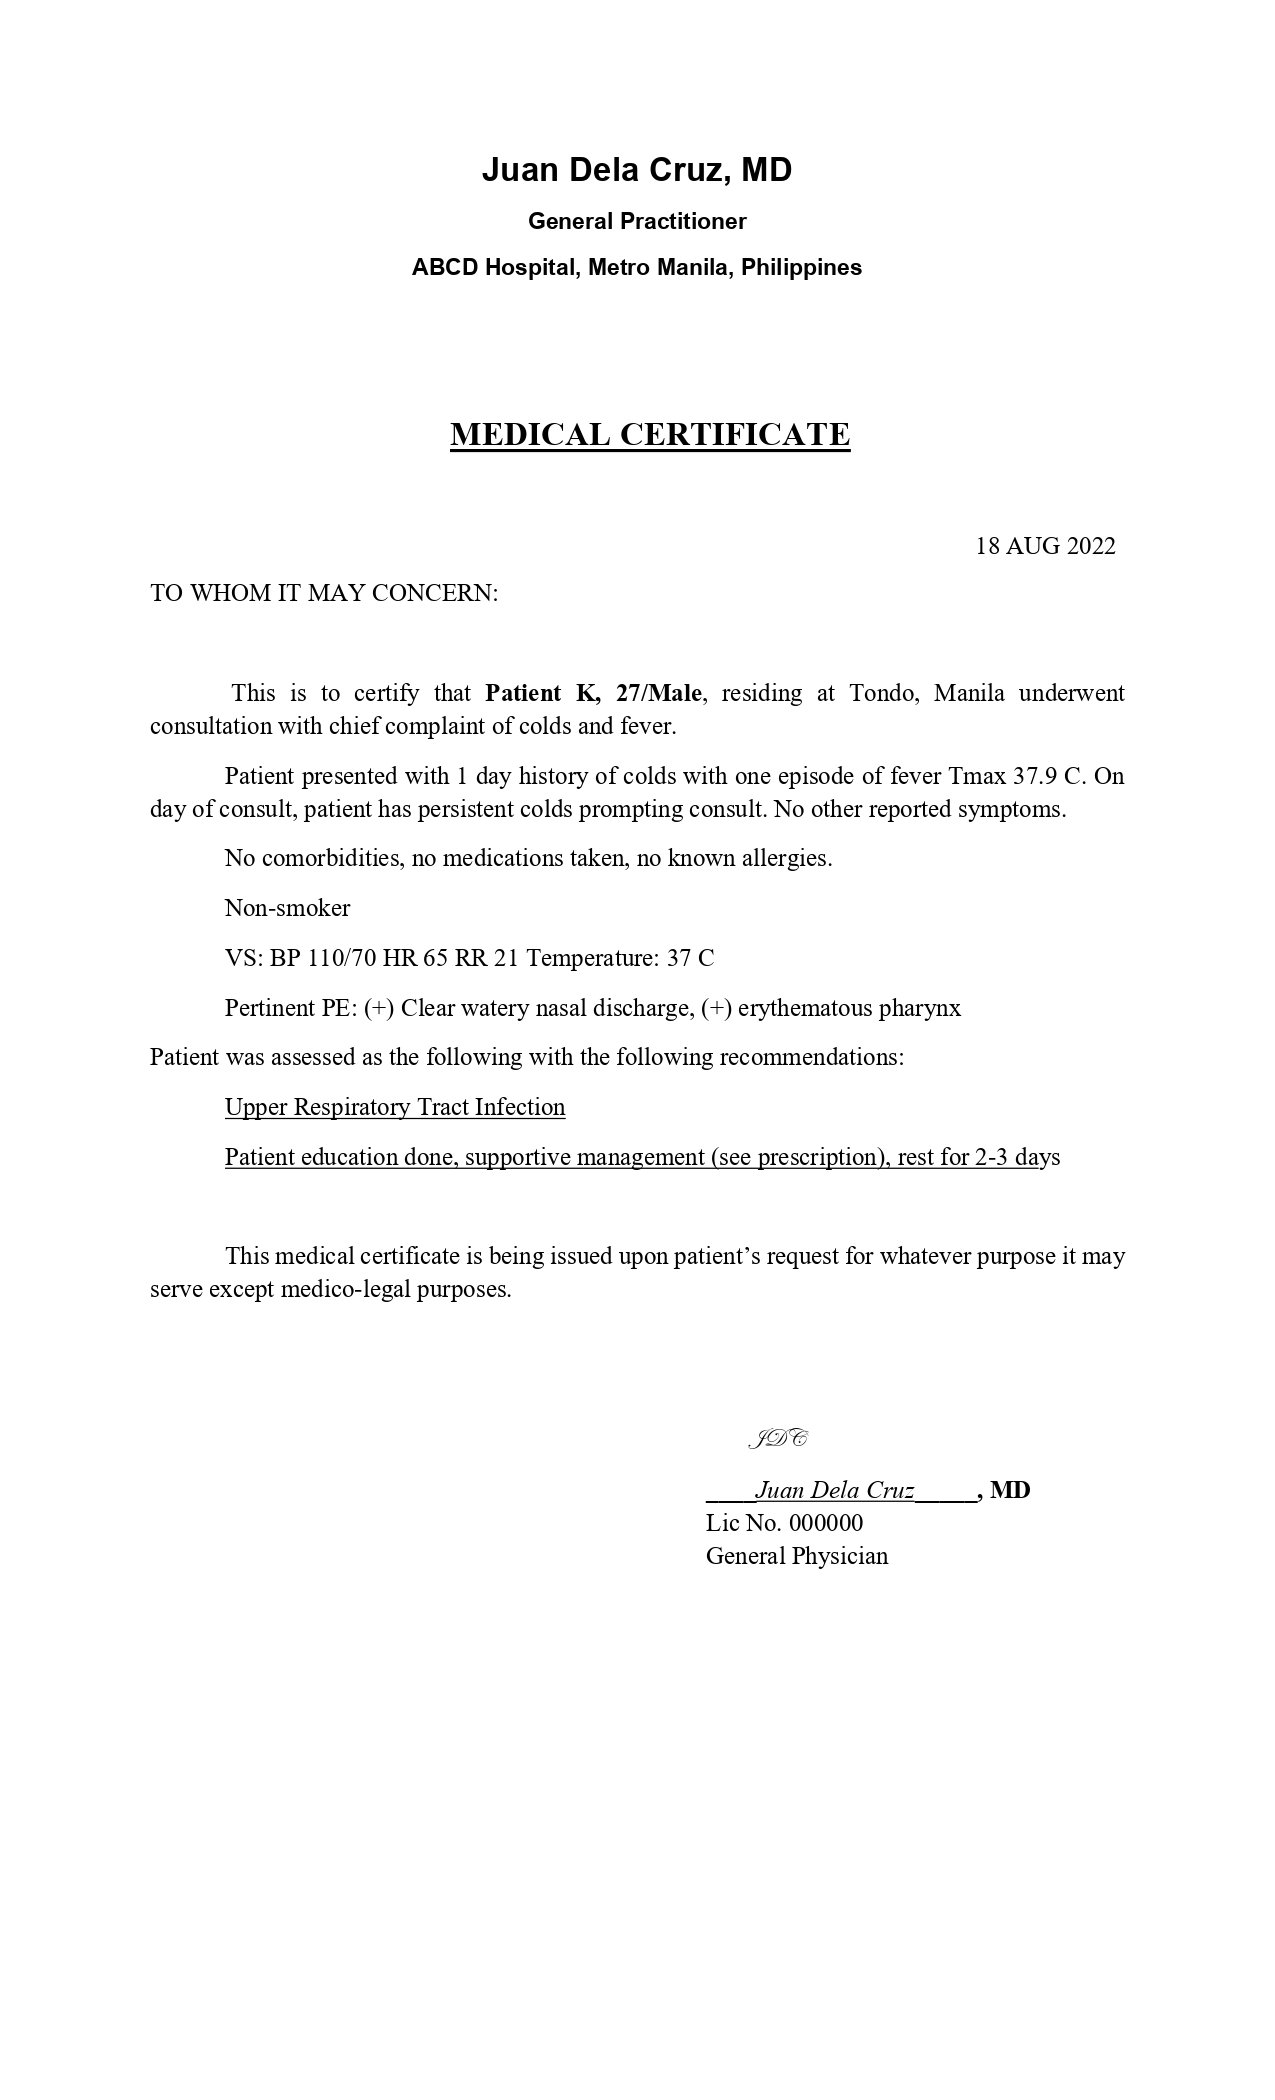 Juan Dela Cruz, MD
General Practitioner
ABCD Hospital, Metro Manila, Philippines
MEDICAL CERTIFICATE
18 AUG 2022
TO WHOM IT MAY CONCERN:
This is to certify that Patient K, 27/Male, residing at Tondo, Manila underwent
consultation with chief complaint of colds and fever.
Patient presented with 1 day history of colds with one episode of fever Tmax 37.9 C. On
day of consult, patient has persistent colds prompting consult. No other reported symptoms.
No comorbidities, no medications taken, no known allergies.
Non-smoker
VS: BP 110/70 HR 65 RR 21 Temperature: 37 C
Pertinent PE: (+) Clear watery nasal discharge, (+) erythematous pharynx
Patient was assessed as the following with the following recommendations:
Upper Respiratory Tract Infection
Patient education done, supportive management (see prescription), rest for 2-3 days
This medical certificate is being issued upon patient’s request for whatever purpose it may
serve except medico-legal purposes.
JDC
____Juan Dela Cruz_____, MD
Lic No. 000000
General Physician